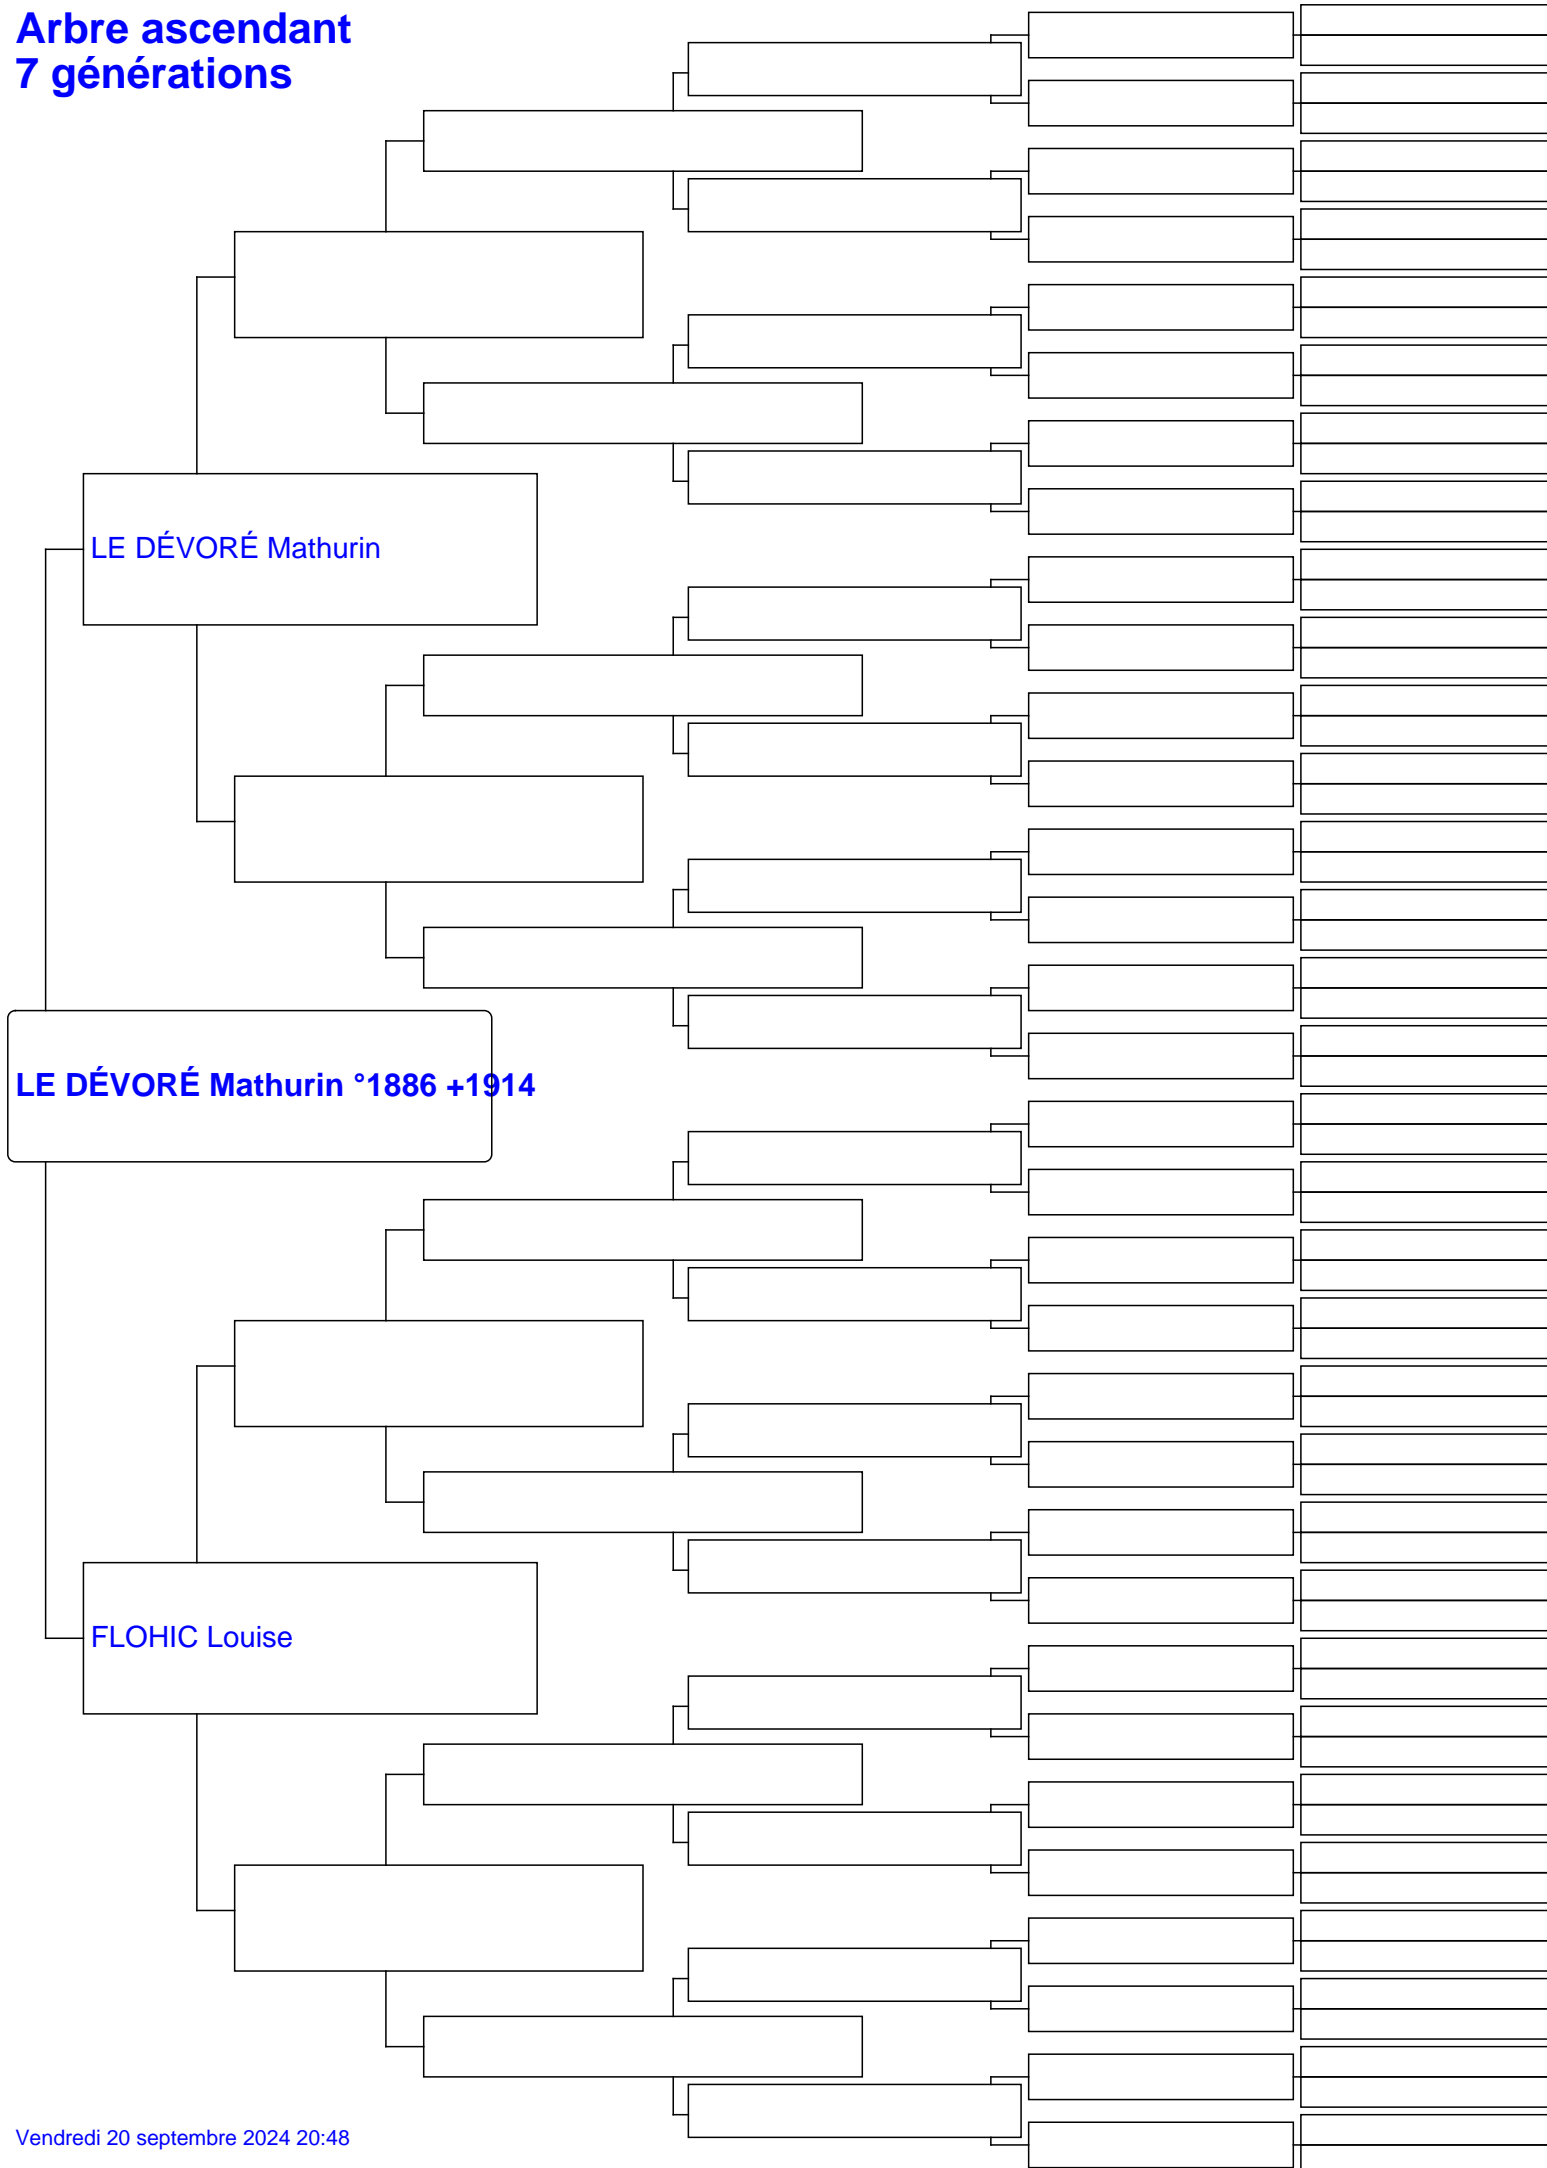 Arbre ascendant
7 générations
LE DÉVORÉ Mathurin
LE DÉVORÉ Mathurin °1886 +1914
FLOHIC Louise
Vendredi 20 septembre 2024 20:48